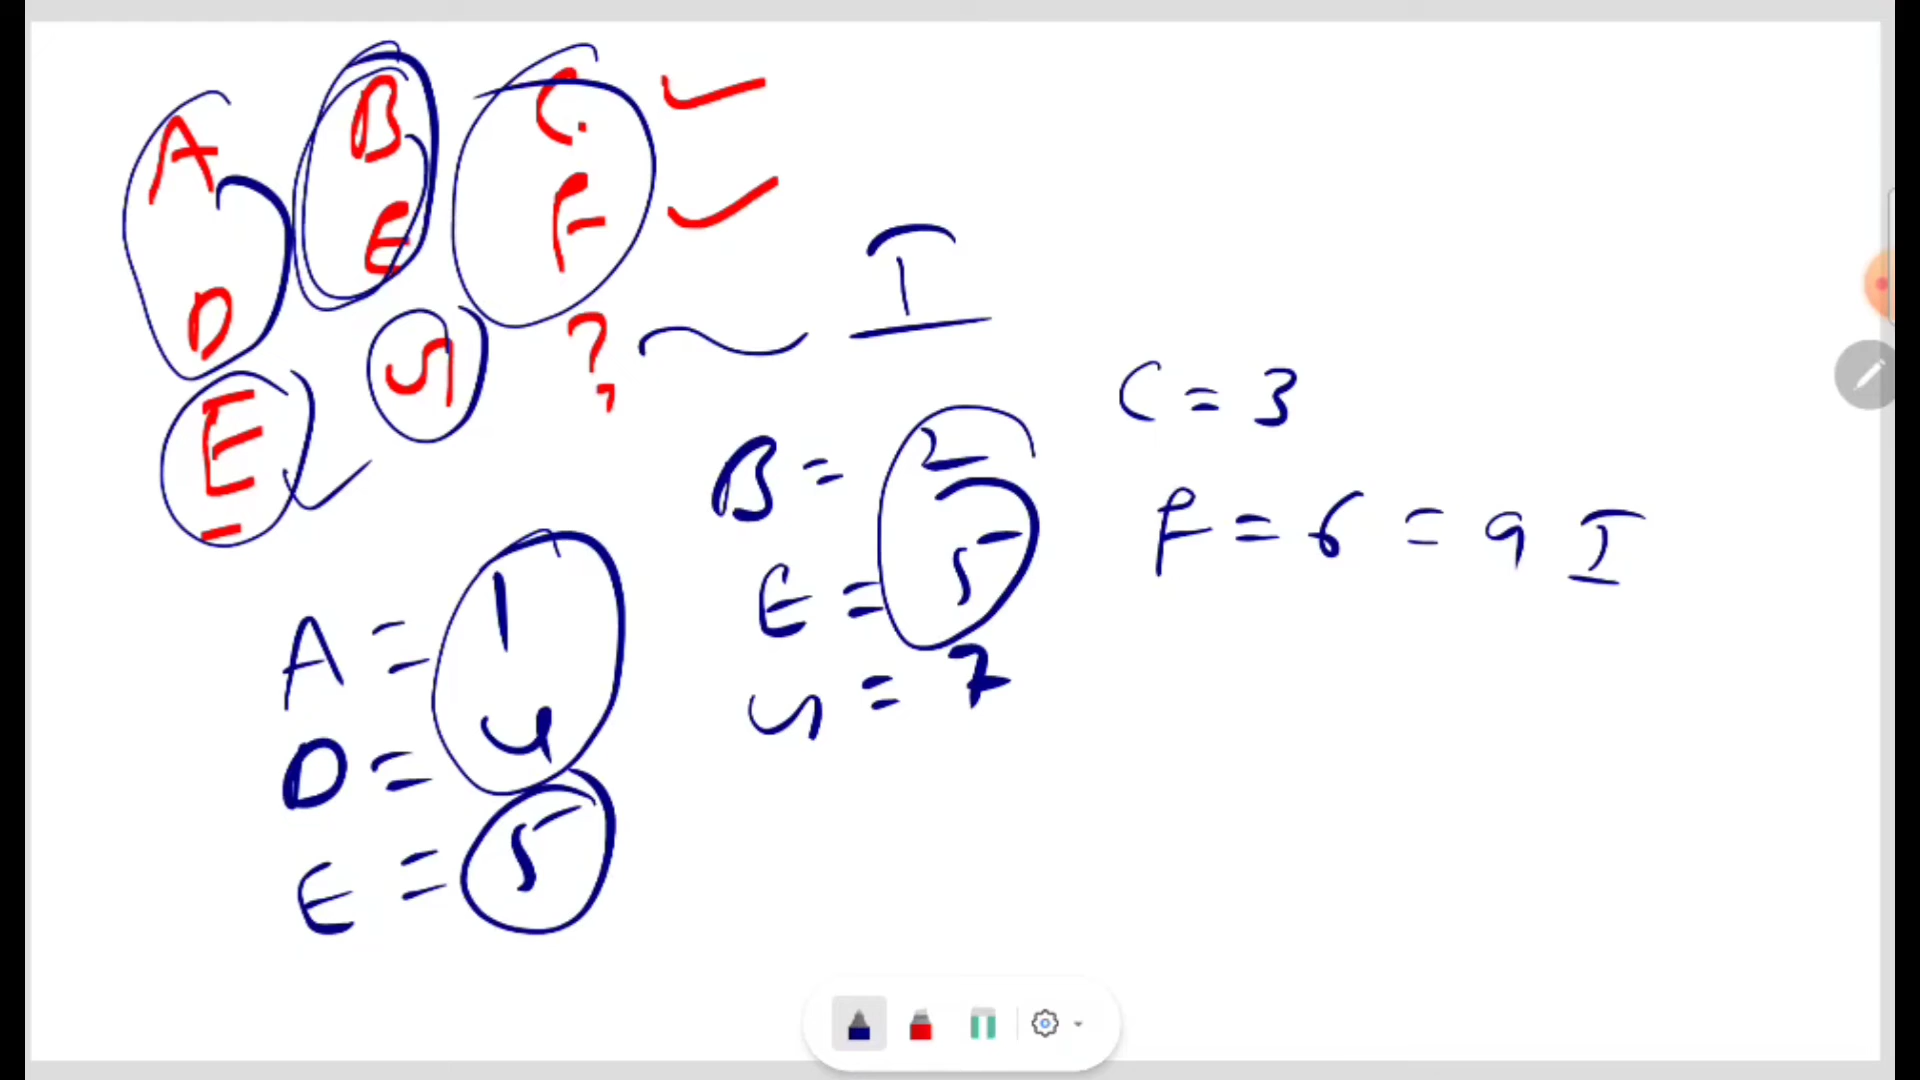 A B C
D E F
E G ? I
C = 3
B = 2
F = 6 = 9 I
E = 5
A = 1
G = 7
D = 4
E = 5